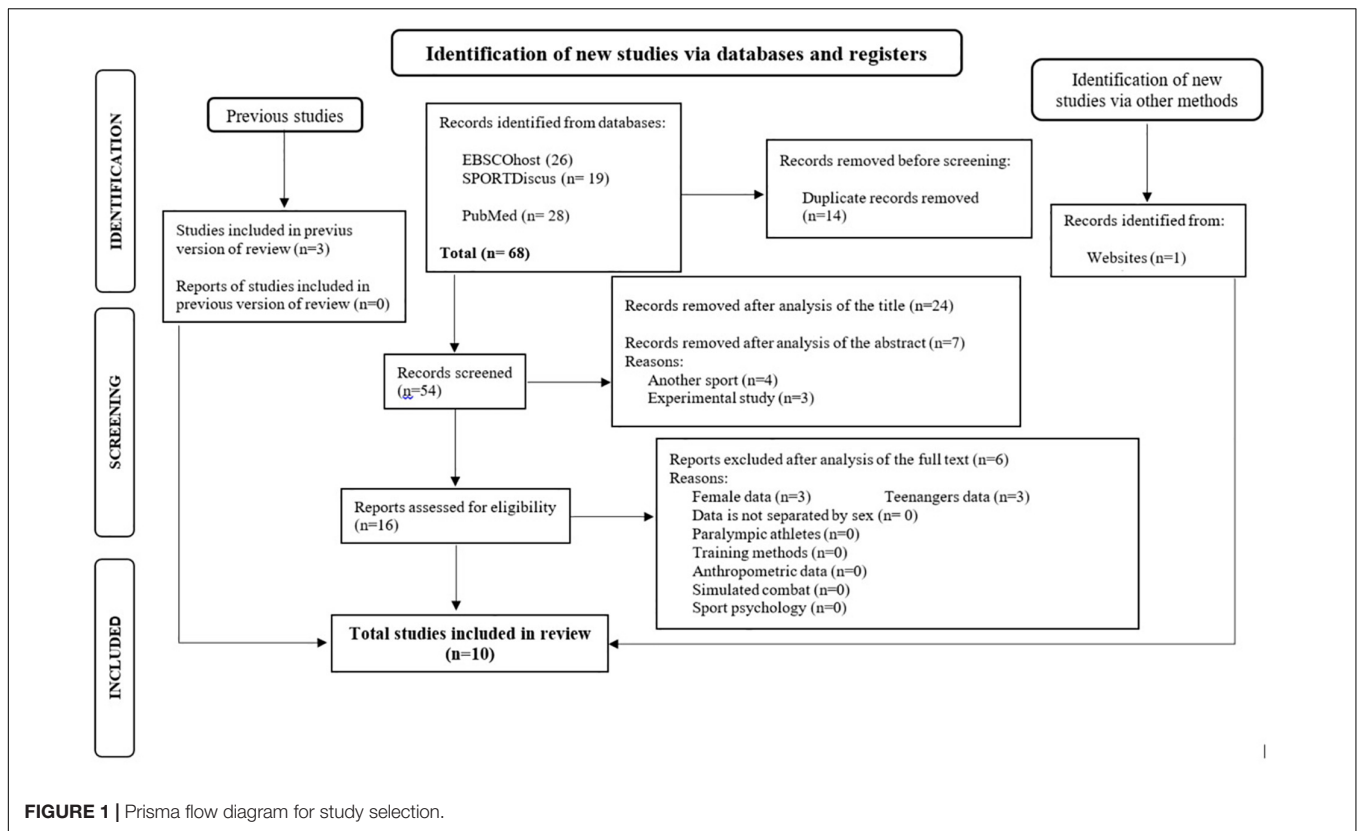 Identification of new studies via databases and registers
IDENTIFICATION
Previous studies
Studies included in previus
version of review (n=3)
Reports of studies included in
previous version of review (n=0)
Records identified from databases:
EBSCOhost (26)
SPORTDiscus (n= 19)
PubMed (n= 28)
Total (n= 68)
Records removed before screening:
Duplicate records removed
(n=14)
Identification of new
studies via other methods
Records identified from:
Websites (n=1)
SCREENING
Records screened
(n=54)
Records removed after analysis of the title (n=24)
Records removed after analysis of the abstract (n=7)
Reasons:
Another sport (n=4)
Experimental study (n=3)
Reports assessed for eligibility
(n=16)
Reports excluded after analysis of the full text (n=6)
Reasons:
Female data (n=3) Teenangers data (n=3)
Data is not separated by sex (n= 0)
Paralympic athletes (n=0)
Training methods (n=0)
Anthropometric data (n=0)
Simulated combat (n=0)
Sport psychology (n=0)
INCLUDED
Total studies included in review
(n=10)
FIGURE 1 | Prisma flow diagram for study selection.